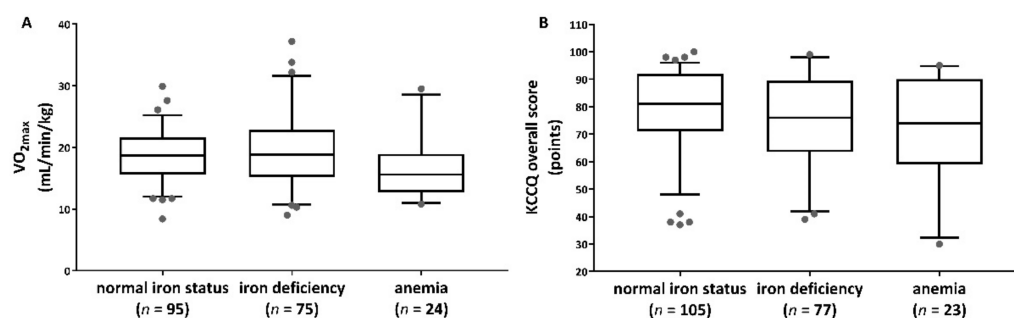 A
VO2max
(mL/min/kg)
40
30
20
10
0
normal iron status
(n = 95)
iron deficiency
(n = 75)
anemia
(n = 24)
B
KCCQ overall score
(points)
110
100
90
80
70
60
50
40
30
20
normal iron status
(n = 105)
iron deficiency
(n = 77)
anemia
(n = 23)